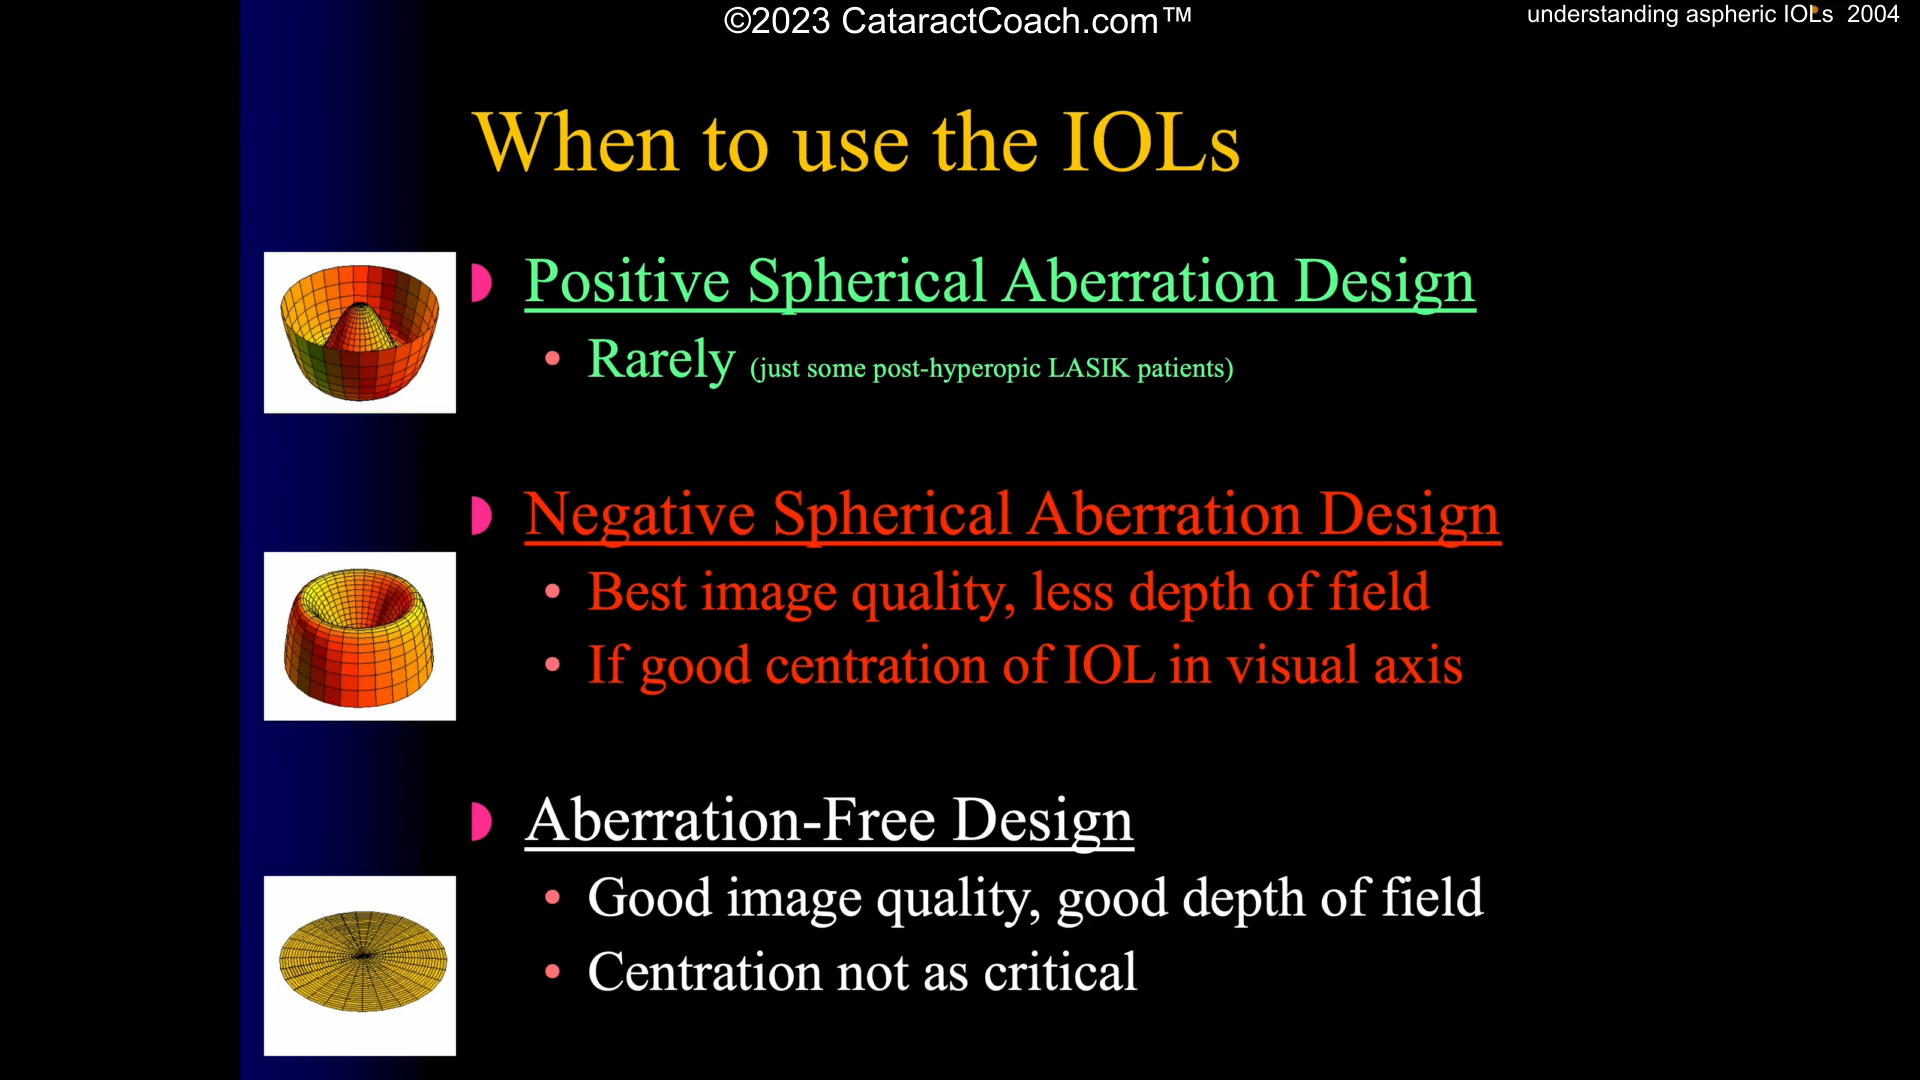 ©2023 CataractCoach.com™
understanding aspheric IOLs 2004
When to use the IOLs
Positive Spherical Aberration Design
Rarely (just some post-hyperopic LASIK patients)
Negative Spherical Aberration Design
Best image quality, less depth of field
If good centration of IOL in visual axis
Aberration-Free Design
Good image quality, good depth of field
Centration not as critical